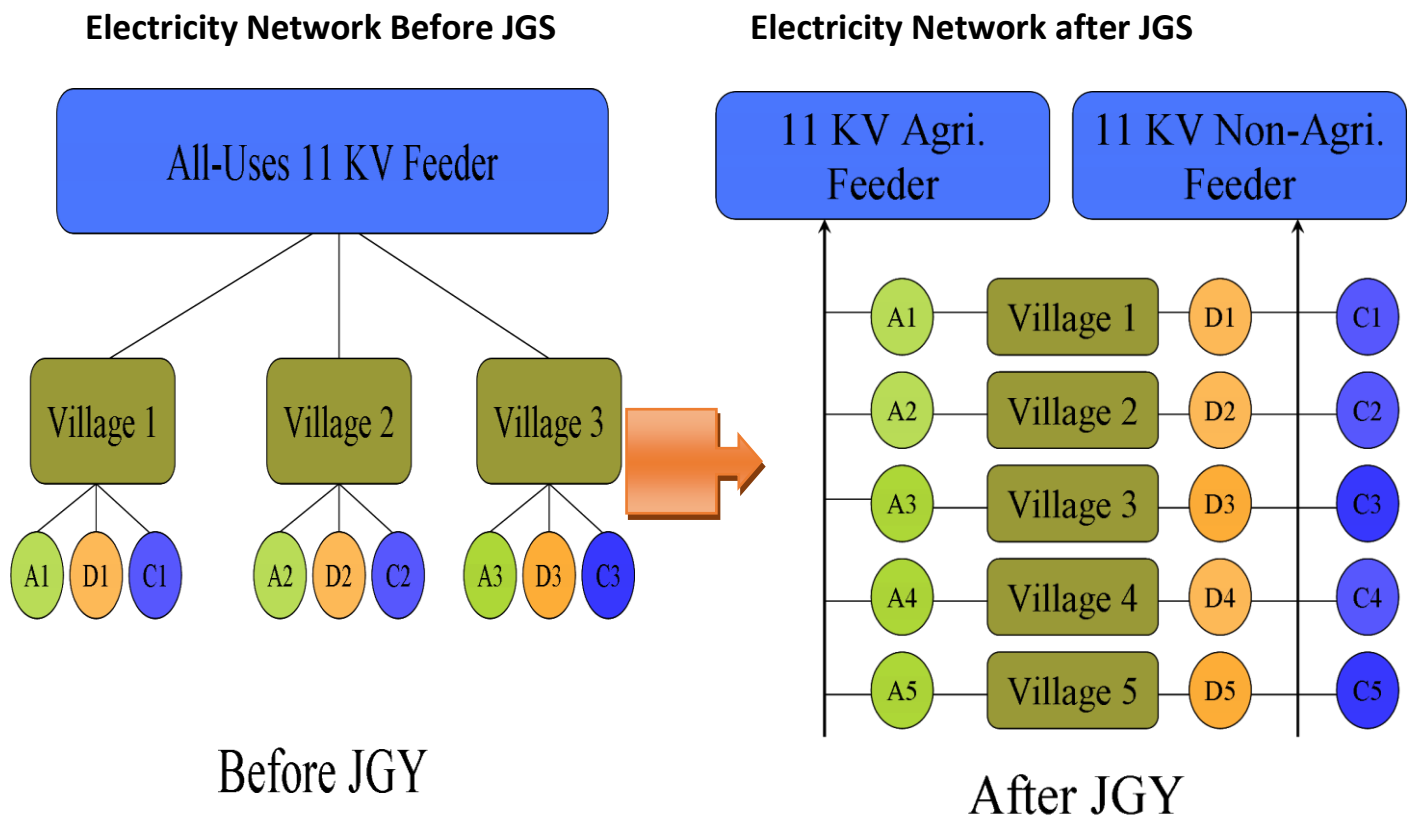 Electricity Network Before JGS
Electricity Network after JGS
All-Uses 11 KV Feeder
Village 1
Village 2
Village 3
A1
D1
C1
A2
D2
C2
A3
D3
C3
Before JGY
11 KV Agri.
Feeder
11 KV Non-Agri.
Feeder
A1
Village 1
D1
C1
A2
Village 2
D2
C2
A3
Village 3
D3
C3
A4
Village 4
D4
C4
A5
Village 5
D5
C5
After JGY